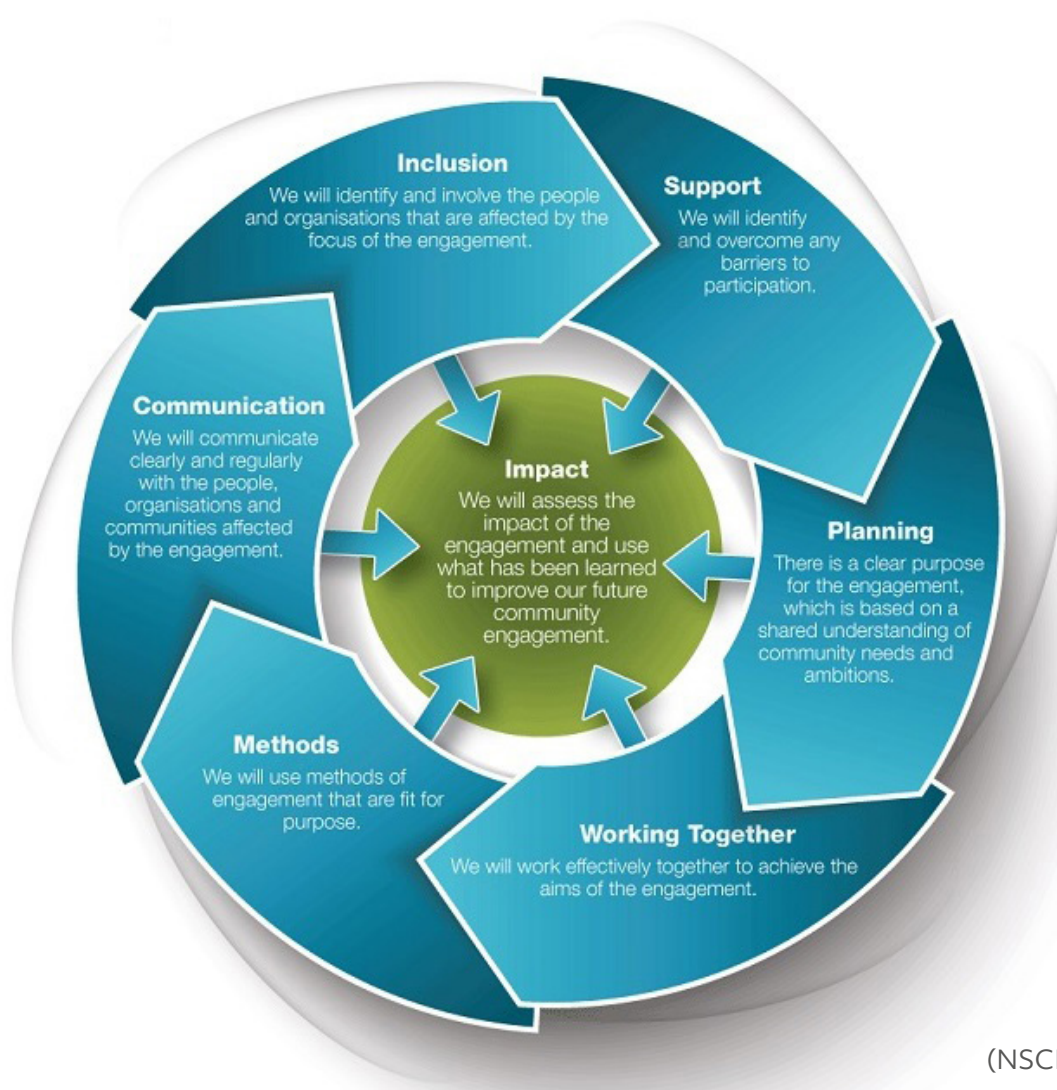 Inclusion
We will identify and involve the people
and organisations that are affected by the
focus of the engagement.
Support
We will identify
and overcome any
barriers to
participation.
Planning
There is a clear purpose
for the engagement,
which is based on a
shared understanding of
community needs and
ambitions.
Working Together
We will work effectively together to achieve the
aims of the engagement.
Methods
We will use methods of
engagement that are fit for
purpose.
Communication
We will communicate
clearly and regularly
with the people,
organisations and
communities affected
by the engagement.
Impact
We will assess the
impact of the
engagement and use
what has been learned
to improve our future
community
engagement.